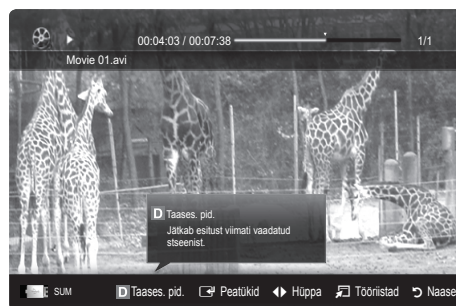 00:04:03 / 00:07:38 1/1
Movie 01.avi
D Taases. pid.
Jätkab esitust viimati vaadatud
stseenist.
SUM D Taases. pid. Peatükid Hüppa Tööriistad Naase